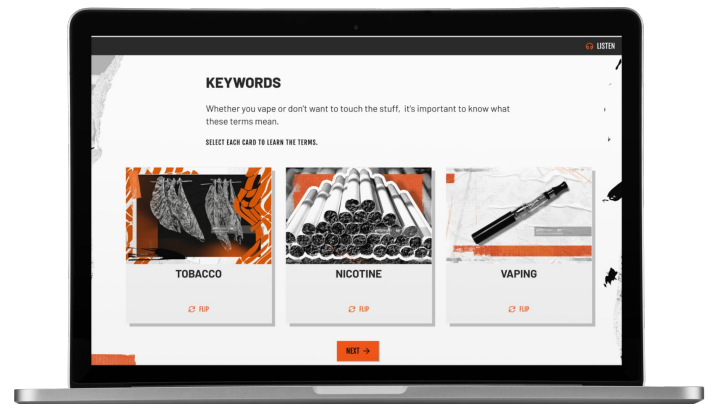 LISTEN
KEYWORDS
Whether you vape or don't want to touch the stuff,  it's important to know what
these terms mean.
SELECT EACH CARD TO LEARN THE TERMS.
TOBACCO
NICOTINE
VAPING
FLIP
FLIP
FLIP
NEXT →